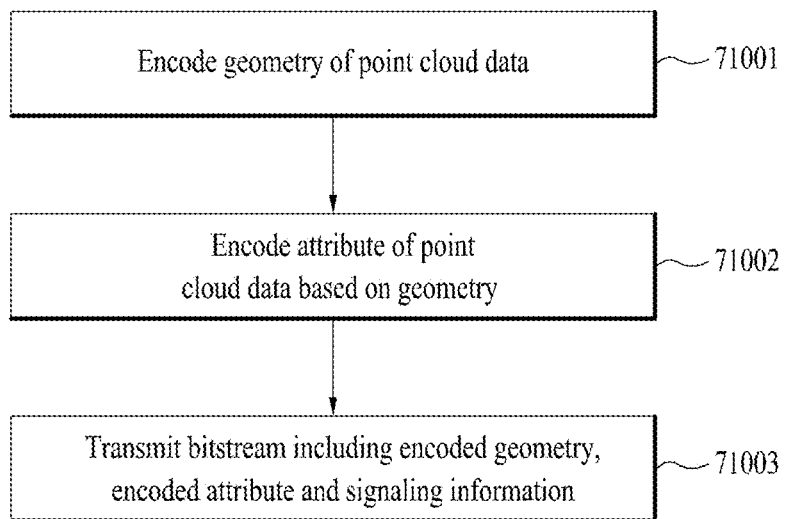 Encode geometry of point cloud data
71001
Encode attribute of point
cloud data based on geometry
71002
Transmit bitstream including encoded geometry,
encoded attribute and signaling information
71003